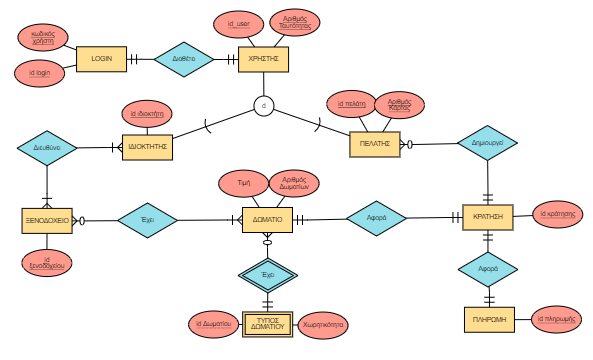 κωδικός
χρήστη
id login
LOGIN
Διαθέτει
id_user
Αριθμός
Ταυτότητας
ΧΡΗΣΤΗΣ
d
id ιδιοκτήτη
ΙΔΙΟΚΤΗΤΗΣ
id πελάτη
Αριθμός
Κάρτας
ΠΕΛΑΤΗΣ
Διευθύνει
Δημιουργεί
ΞΕΝΟΔΟΧΕΙΟ
id
ξενοδοχείου
Έχει
Τιμή
Αριθμός
Δωματίων
ΔΩΜΑΤΙΟ
Αφορά
ΚΡΑΤΗΣΗ
id κράτησης
Έχει
Αφορά
id Δωματίου
ΤΥΠΟΣ
ΔΩΜΑΤΙΟΥ
Χωρητικότητα
ΠΛΗΡΩΜΗ
id πληρωμής